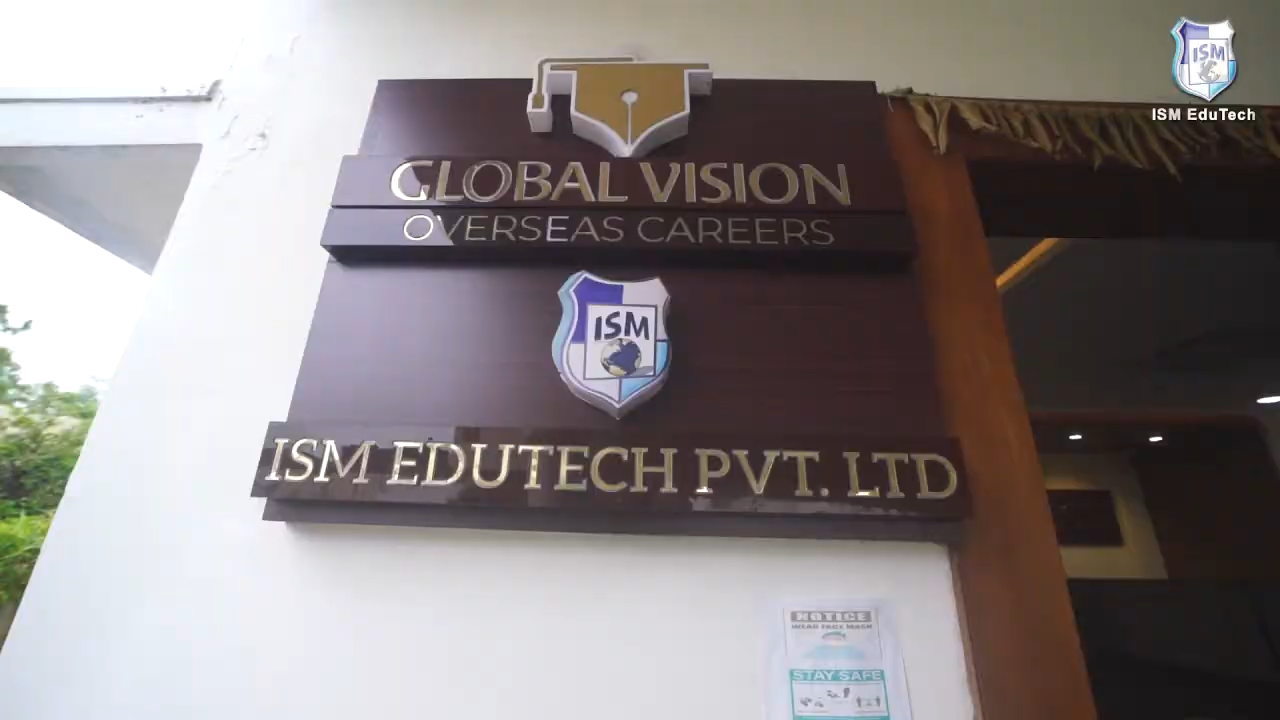 ISM
ISM EduTech
GLOBAL VISION
OVERSEAS CAREERS
ISM
ISM EDUTECH PVT. LTD
NOTICE
WEAR FACE MASK
STAY SAFE